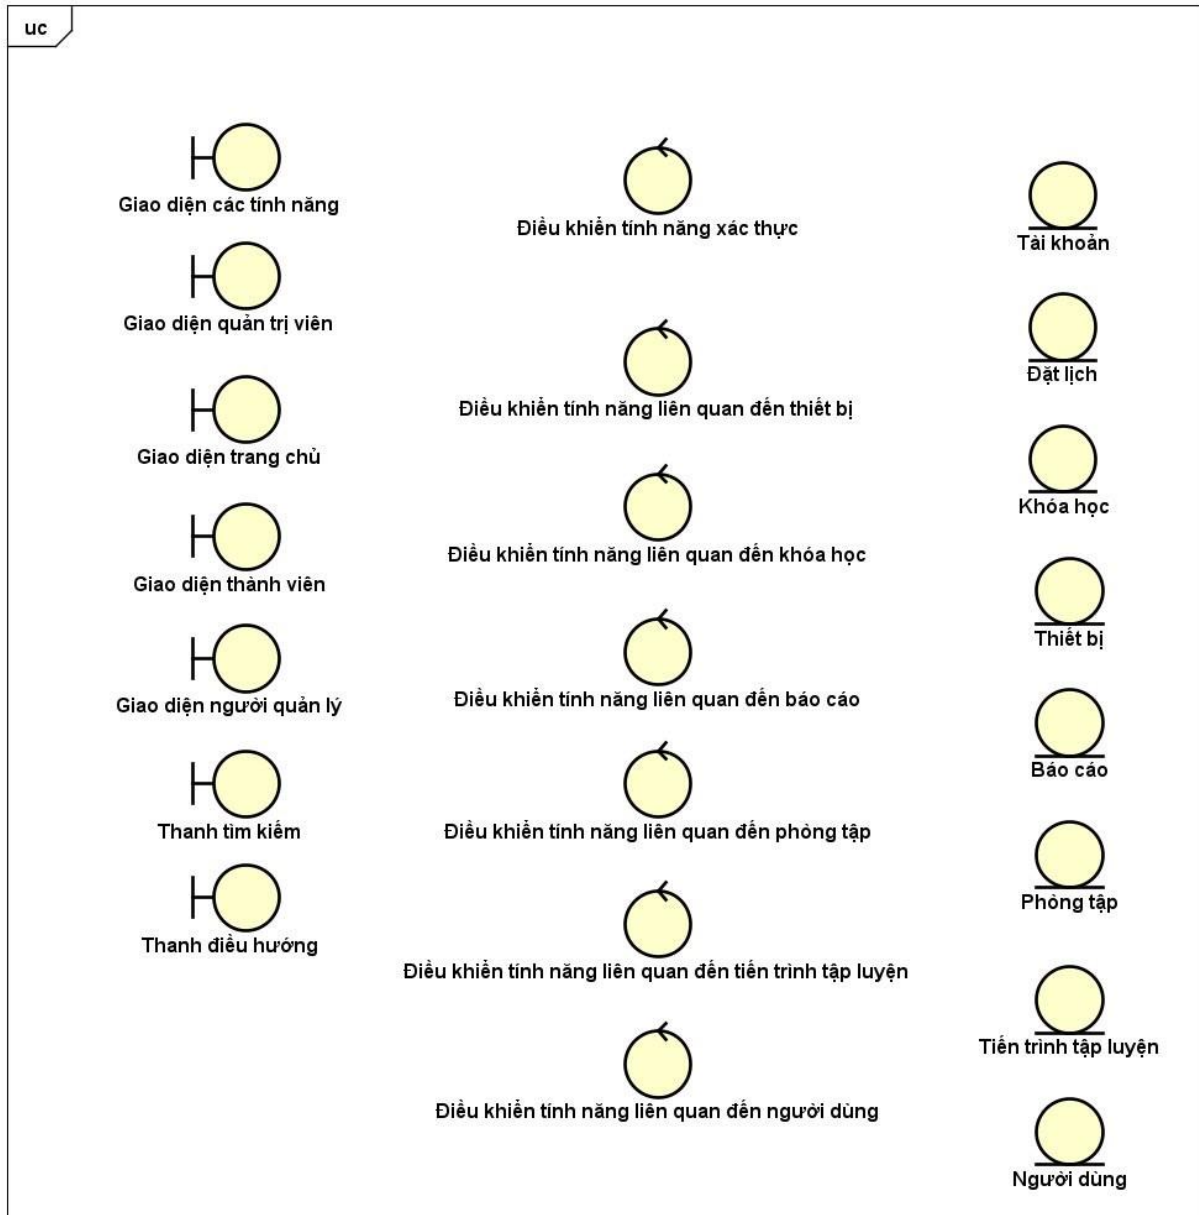 uc
Giao diện các tính năng
Giao diện quản trị viên
Giao diện trang chủ
Giao diện thành viên
Giao diện người quản lý
Thanh tìm kiếm
Thanh điều hướng
Điều khiển tính năng xác thực
Điều khiển tính năng liên quan đến thiết bị
Điều khiển tính năng liên quan đến khóa học
Điều khiển tính năng liên quan đến báo cáo
Điều khiển tính năng liên quan đến phòng tập
Điều khiển tính năng liên quan đến tiến trình tập luyện
Điều khiển tính năng liên quan đến người dùng
Tài khoản
Đặt lịch
Khóa học
Thiết bị
Báo cáo
Phòng tập
Tiến trình tập luyện
Người dùng